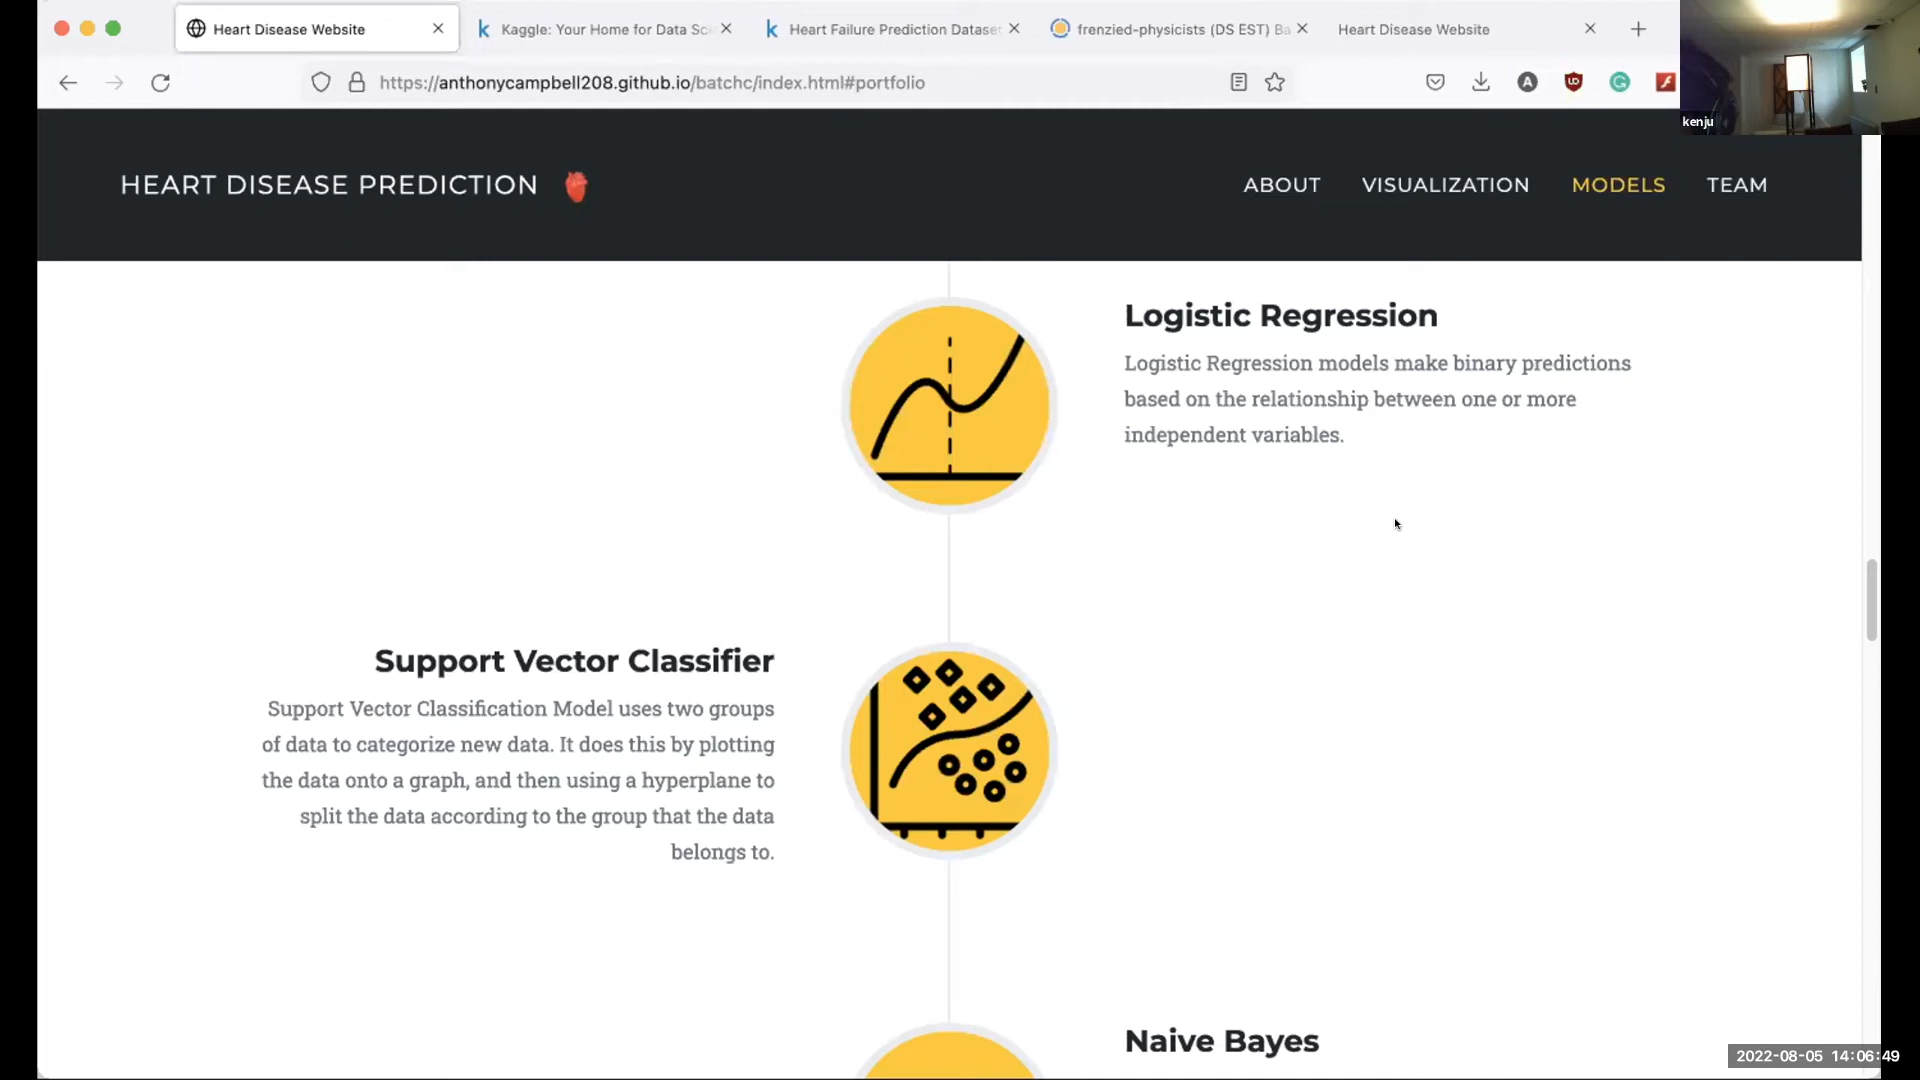 Heart Disease Website
Kaggle: Your Home for Data Sci
Heart Failure Prediction Dataset
frenzied-physicists (DS EST) Ba
Heart Disease Website
https://anthonycampbell208.github.io/batchc/index.html#portfolio
kenju
HEART DISEASE PREDICTION
ABOUT
VISUALIZATION
MODELS
TEAM
Logistic Regression
Logistic Regression models make binary predictions
based on the relationship between one or more
independent variables.
Support Vector Classifier
Support Vector Classification Model uses two groups
of data to categorize new data. It does this by plotting
the data onto a graph, and then using a hyperplane to
split the data according to the group that the data
belongs to.
Naive Bayes
2022-08-05 14:06:49